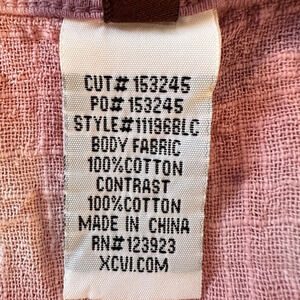 CUT# 153245
PO# 153245
STYLE#11196BLC
BODY FABRIC
100%COTTON
CONTRAST
100%COTTON
MADE IN CHINA
RN#123923
XCVI.COM